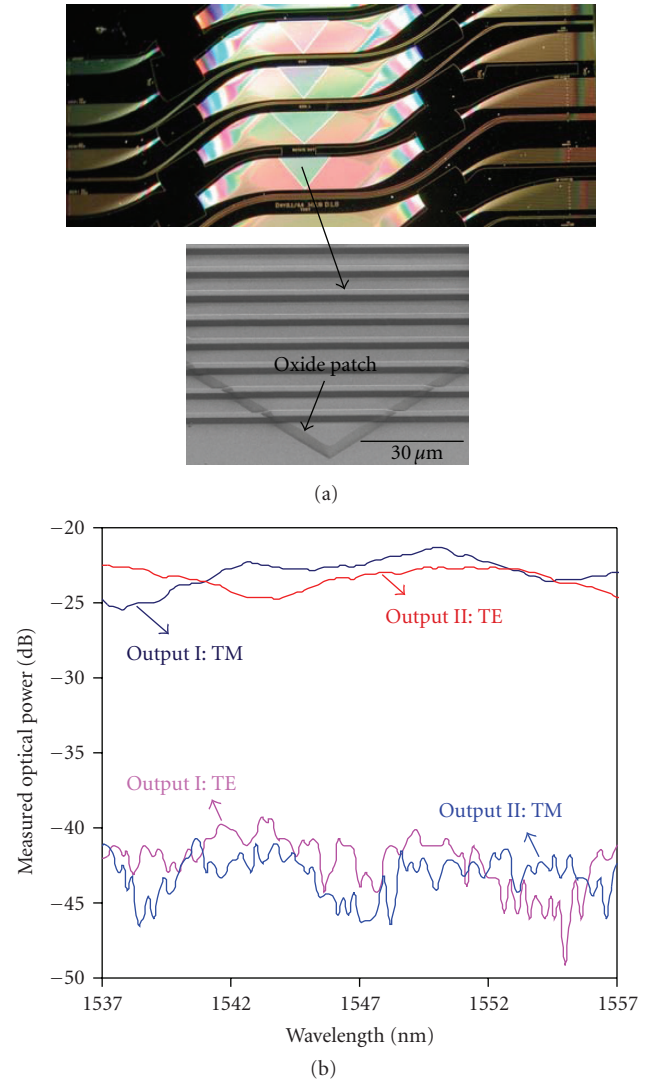 Oxide patch
30 µm
(a)
−20
−25
−30
−35
−40
−45
−50
Measured optical power (dB)
Output II: TE
Output I: TM
Output I: TE
Output II: TM
1537
1542
1547
1552
1557
Wavelength (nm)
(b)